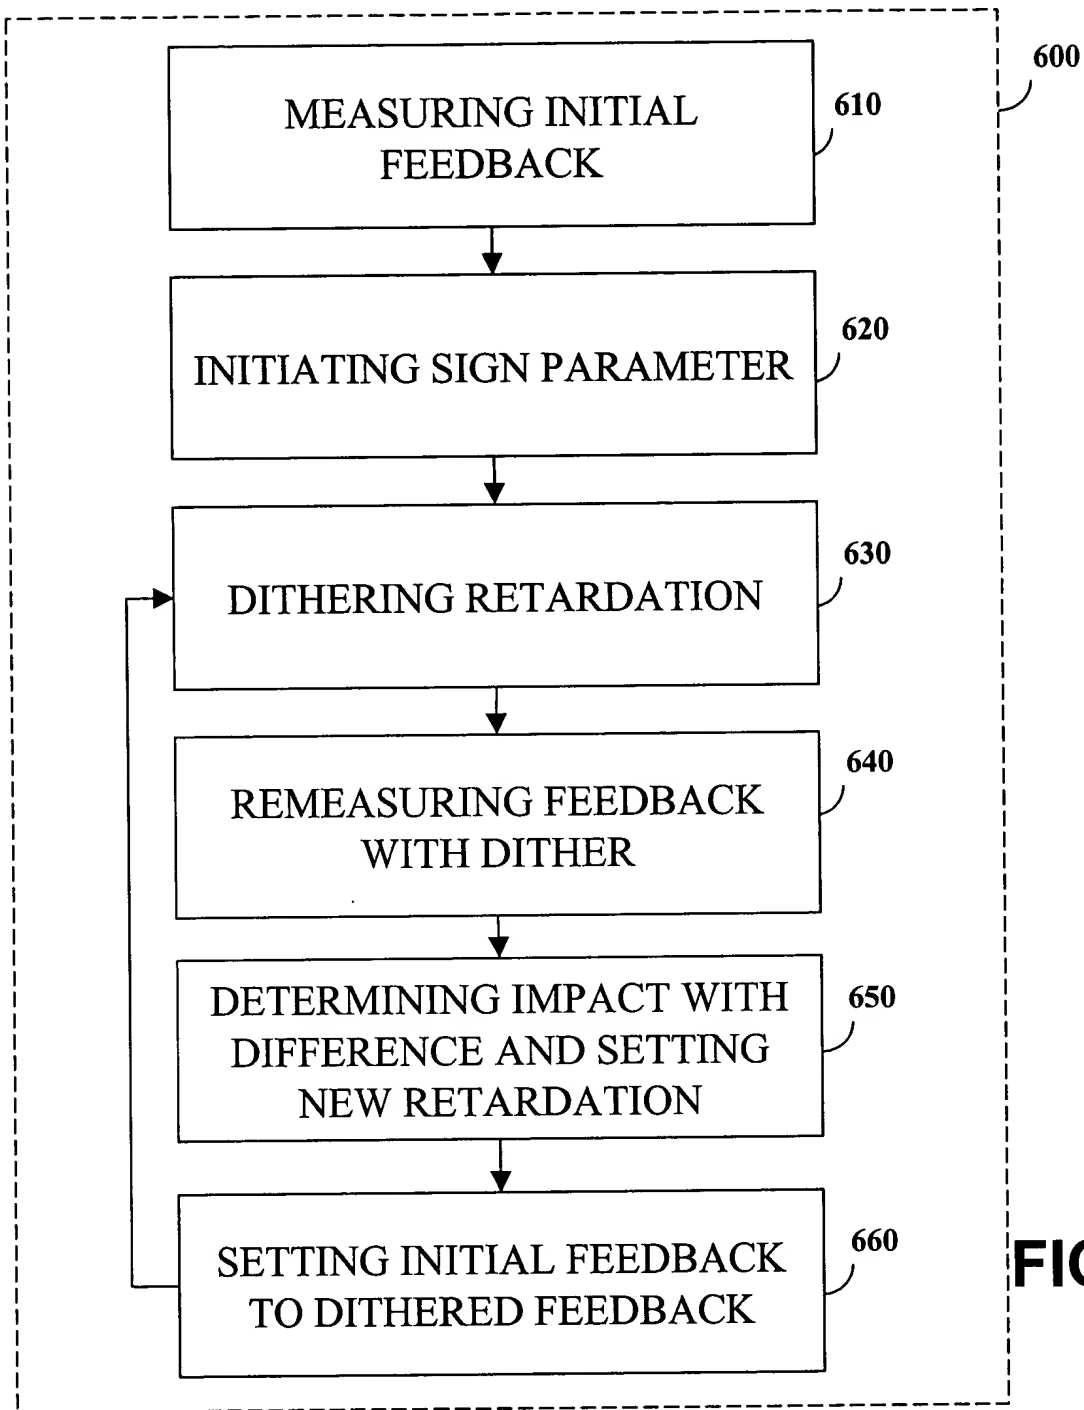 600
MEASURING INITIAL
FEEDBACK
610
INITIATING SIGN PARAMETER
620
DITHERING RETARDATION
630
REMEASURING FEEDBACK
WITH DITHER
640
DETERMINING IMPACT WITH
DIFFERENCE AND SETTING
NEW RETARDATION
650
SETTING INITIAL FEEDBACK
TO DITHERED FEEDBACK
660